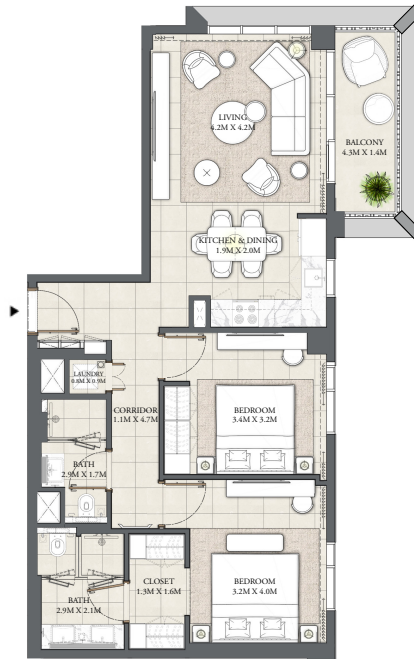 LIVING
4.2M X 4.2M
BALCONY
4.3M X 1.4M
KITCHEN & DINING
1.9M X 2.0M
LAUNDRY
0.8M X 0.9M
CORRIDOR
1.1M X 4.7M
BEDROOM
3.4M X 3.2M
BATH
2.9M X 1.7M
CLOSET
1.3M X 1.6M
BEDROOM
3.2M X 4.0M
BATH
2.9M X 2.1M